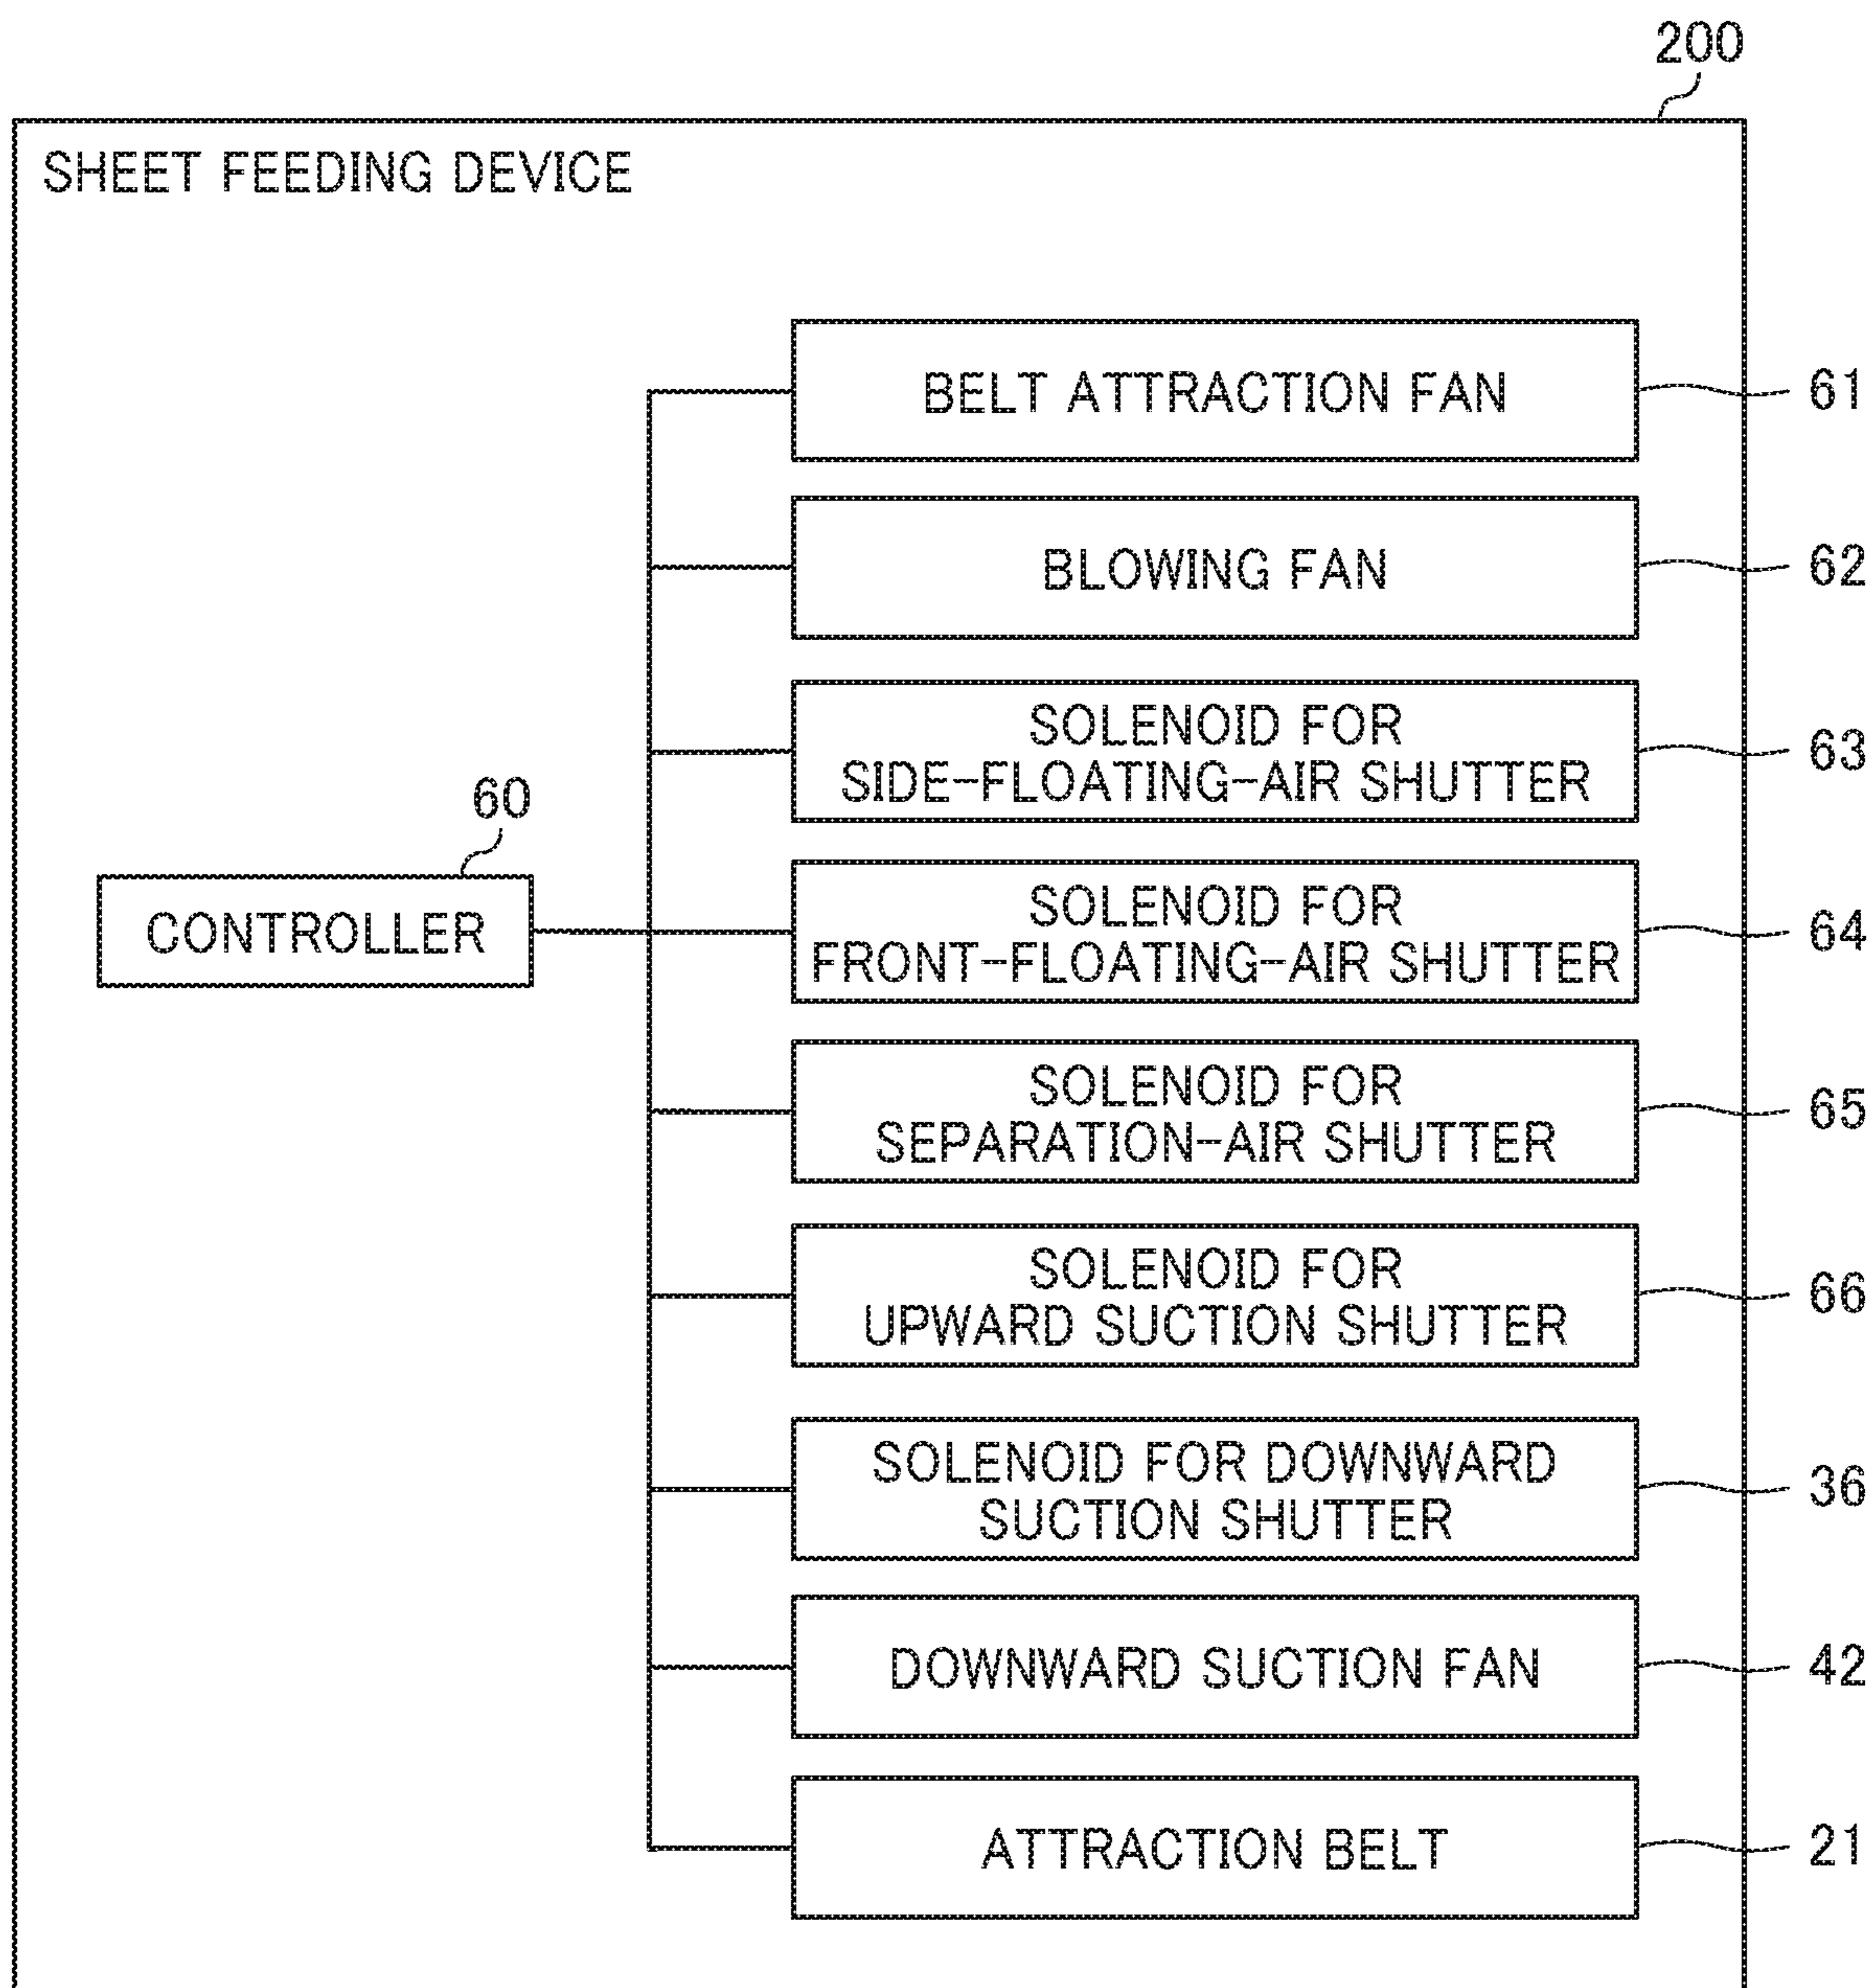 200
SHEET FEEDING DEVICE
BELT ATTRACTION FAN
61
BLOWING FAN
62
SOLENOID FOR
SIDE-FLOATING-AIR SHUTTER
63
60
CONTROLLER
SOLENOID FOR
FRONT-FLOATING-AIR SHUTTER
64
SOLENOID FOR
SEPARATION-AIR SHUTTER
65
SOLENOID FOR
UPWARD SUCTION SHUTTER
66
SOLENOID FOR DOWNWARD
SUCTION SHUTTER
36
DOWNWARD SUCTION FAN
42
ATTRACTION BELT
21